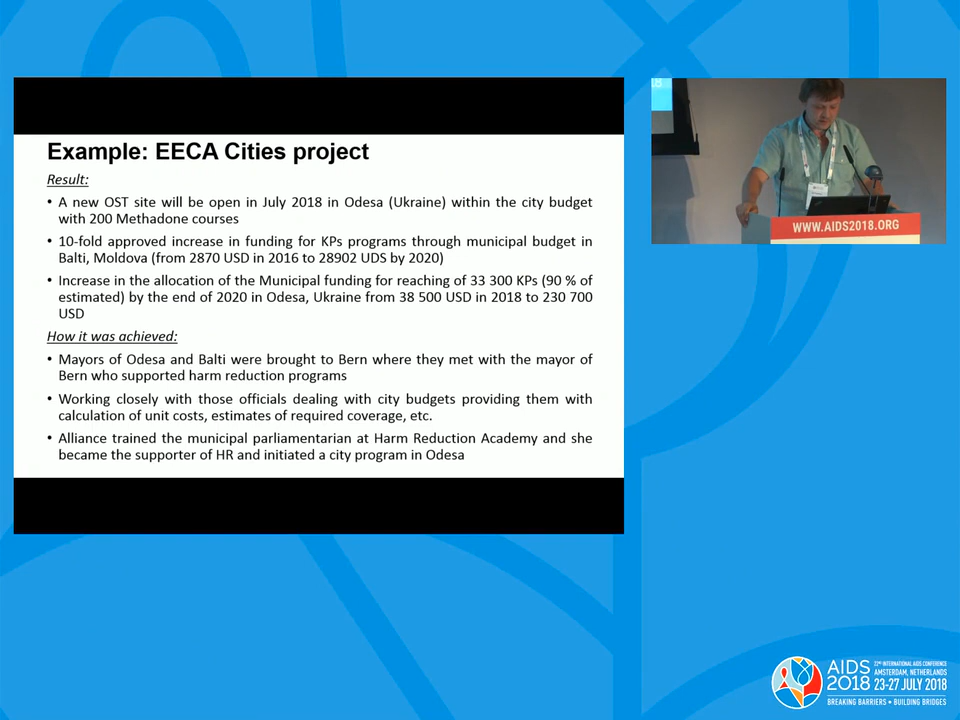 Example: EECA Cities project
Result:
• A new OST site will be open in July 2018 in Odesa (Ukraine) within the city budget
with 200 Methadone courses
• 10-fold approved increase in funding for KPs programs through municipal budget in
Balti, Moldova (from 2870 USD in 2016 to 28902 UDS by 2020)
• Increase in the allocation of the Municipal funding for reaching of 33 300 KPs (90 % of
estimated) by the end of 2020 in Odesa, Ukraine from 38 500 USD in 2018 to 230 700
USD
How it was achieved:
• Mayors of Odesa and Balti were brought to Bern where they met with the mayor of
Bern who supported harm reduction programs
• Working closely with those officials dealing with city budgets providing them with
calculation of unit costs, estimates of required coverage, etc.
• Alliance trained the municipal parliamentarian at Harm Reduction Academy and she
became the supporter of HR and initiated a city program in Odesa
WWW.AIDS2018.ORG
AIDS
2018
22ND INTERNATIONAL AIDS CONFERENCE
AMSTERDAM, NETHERLANDS
23-27 JULY 2018
BREAKING BARRIERS • BUILDING BRIDGES